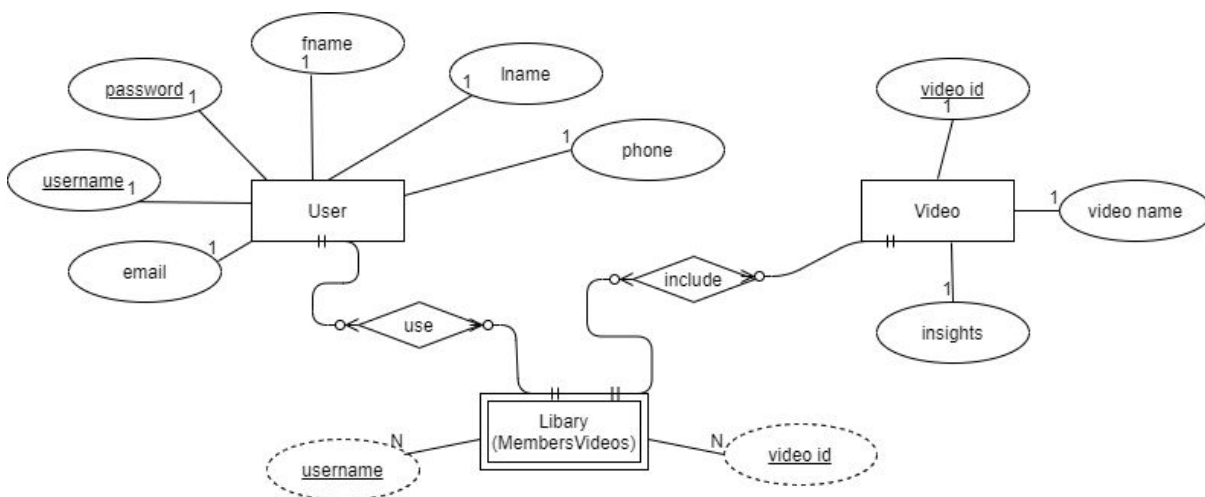 fname
1
lname
1
password
1
video id
1
phone
1
username
1
User
Video
video name
1
email
1
include
use
insights
1
Libary
(MembersVideos)
N
username
N
video id